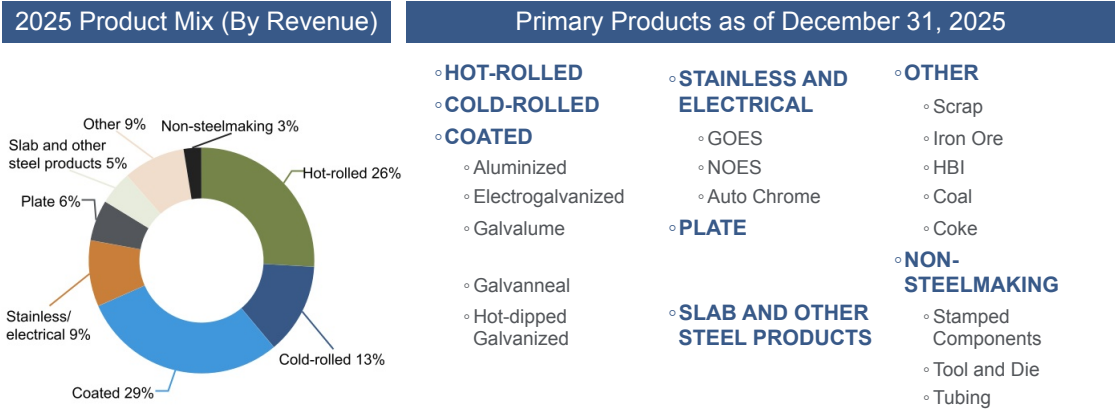 2025 Product Mix (By Revenue)
Other 9%
Non-steelmaking 3%
Slab and other
steel products 5%
Hot-rolled 26%
Plate 6%
Stainless/
electrical 9%
Cold-rolled 13%
Coated 29%
Primary Products as of December 31, 2025
◦HOT-ROLLED
◦COLD-ROLLED
◦COATED
◦Aluminized
◦Electrogalvanized
◦Galvalume
◦Galvanneal
◦Hot-dipped
Galvanized
◦STAINLESS AND
ELECTRICAL
◦GOES
◦NOES
◦Auto Chrome
◦PLATE
◦SLAB AND OTHER
STEEL PRODUCTS
◦OTHER
◦Scrap
◦Iron Ore
◦HBI
◦Coal
◦Coke
◦NON-
STEELMAKING
◦Stamped
Components
◦Tool and Die
◦Tubing